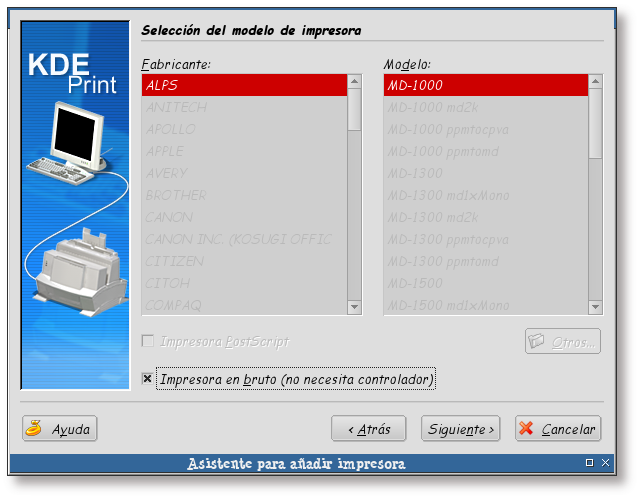 Selección del modelo de impresora
KDE
Print
Fabricante:
ALPS
ANITECH
APOLLO
APPLE
AVERY
BROTHER
CANON
CANON INC. (KOSUGI OFFIC
CITIZEN
CITOH
COMPAQ
Modelo:
MD-1000
MD-1000 md2k
MD-1000 ppmtocpva
MD-1000 ppmtomd
MD-1300
MD-1300 md1xMono
MD-1300 md2k
MD-1300 ppmtocpva
MD-1300 ppmtomd
MD-1500
MD-1500 md1xMono
Impresora PostScript
Otros...
Impresora en bruto (no necesita controlador)
Ayuda
< Atrás
Siguiente >
Cancelar
Asistente para añadir impresora